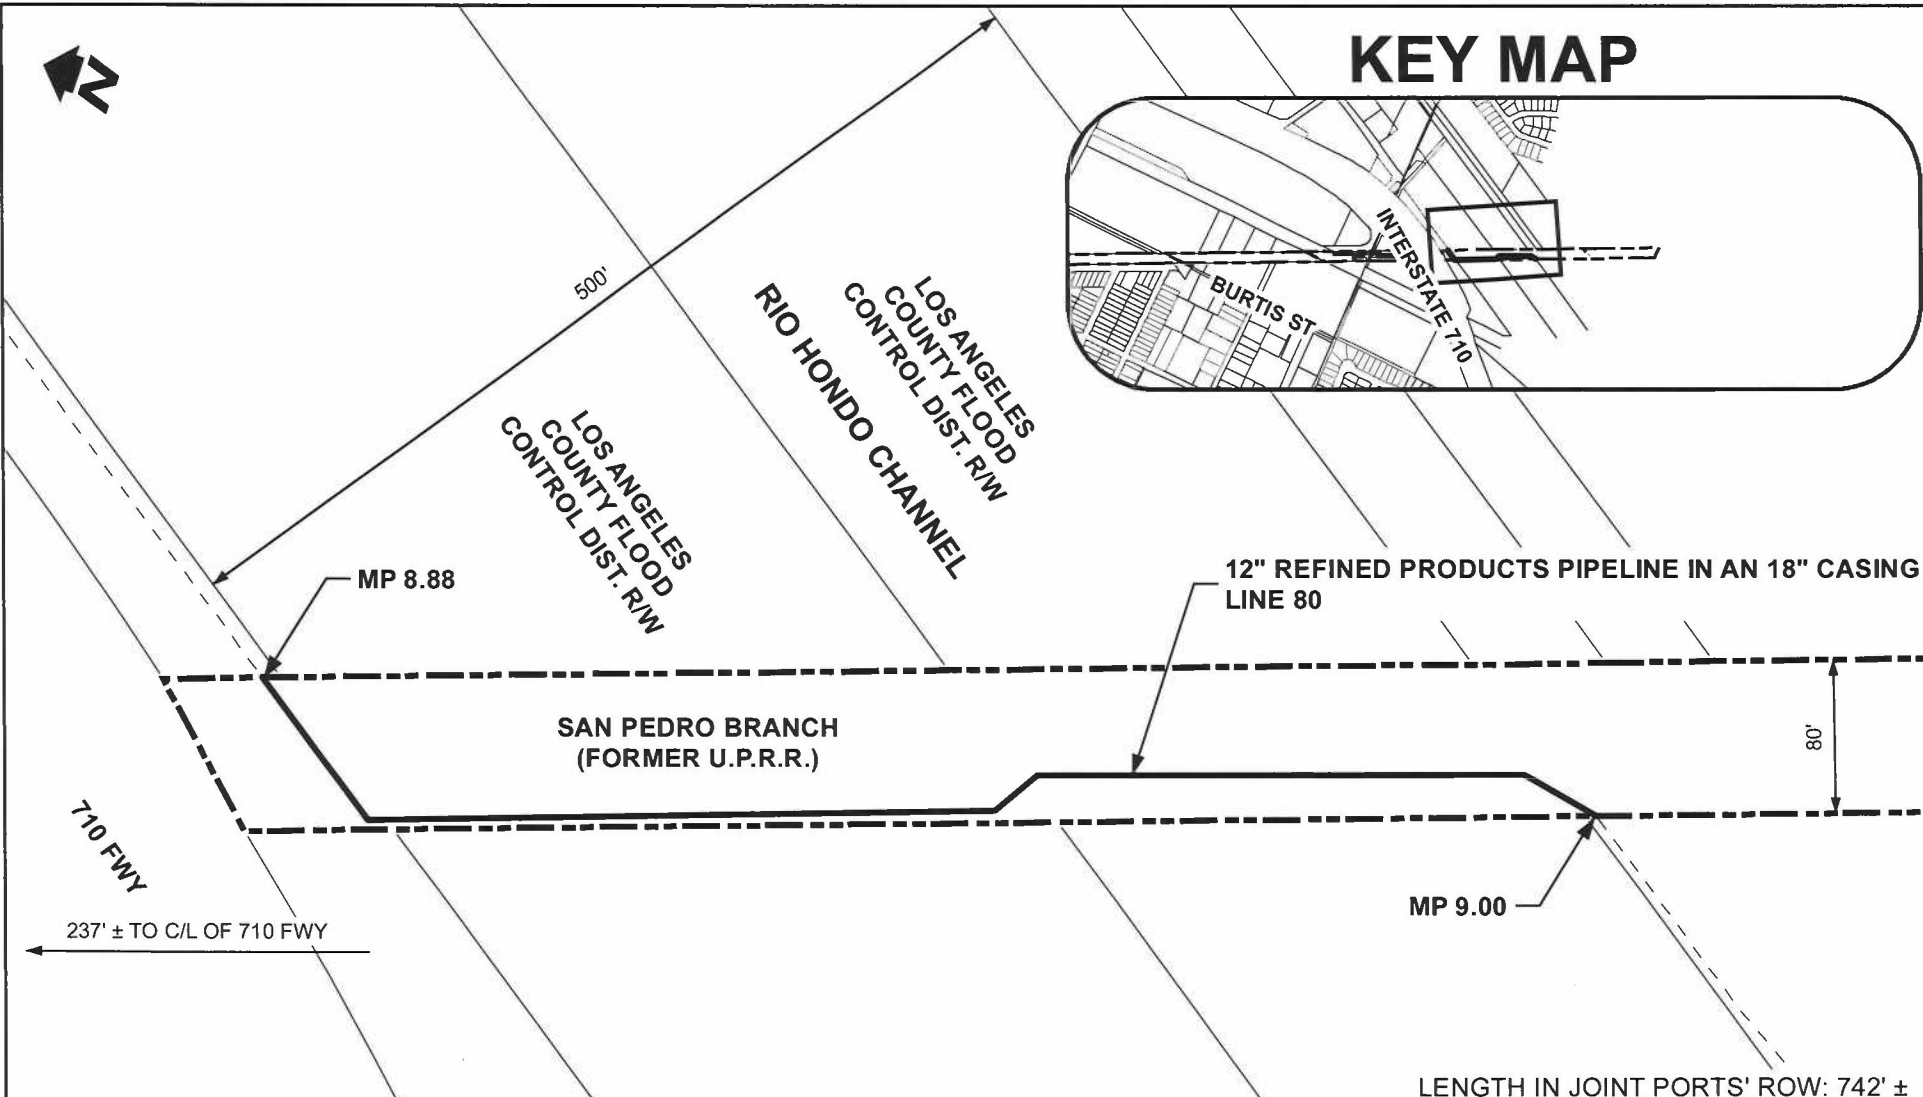 N
KEY MAP
INTERSTATE 710
BURTIS ST
500'
LOS ANGELES
COUNTY FLOOD
CONTROL DIST. R/W
RIO HONDO CHANNEL
LOS ANGELES
COUNTY FLOOD
CONTROL DIST. R/W
MP 8.88
12" REFINED PRODUCTS PIPELINE IN AN 18" CASING
LINE 80
SAN PEDRO BRANCH
(FORMER U.P.R.R.)
80'
710 FWY
237' ± TO C/L OF 710 FWY
MP 9.00
LENGTH IN JOINT PORTS' ROW: 742' ±